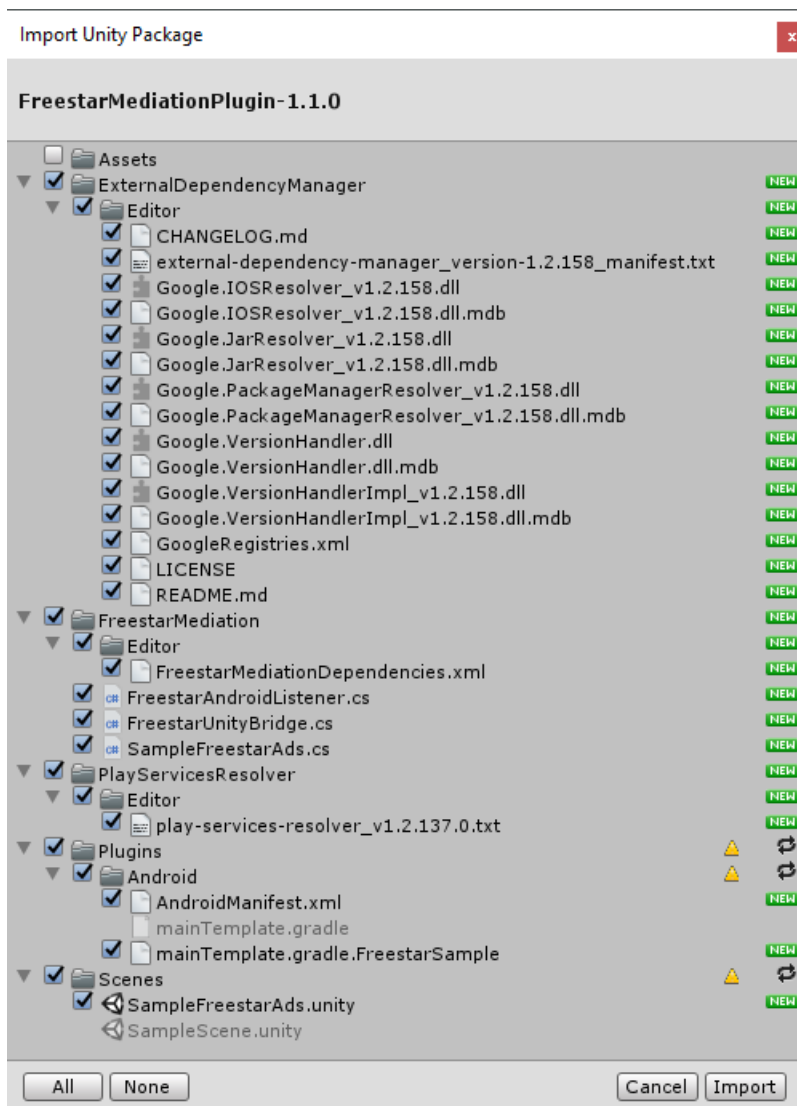 Import Unity Package
x
FreestarMediationPlugin-1.1.0
Assets
ExternalDependencyManager NEW
Editor NEW
CHANGELOG.md NEW
external-dependency-manager_version-1.2.158_manifest.txt NEW
Google.IOSResolver_v1.2.158.dll NEW
Google.IOSResolver_v1.2.158.dll.mdb NEW
Google.JarResolver_v1.2.158.dll NEW
Google.JarResolver_v1.2.158.dll.mdb NEW
Google.PackageManagerResolver_v1.2.158.dll NEW
Google.PackageManagerResolver_v1.2.158.dll.mdb NEW
Google.VersionHandler.dll NEW
Google.VersionHandler.dll.mdb NEW
Google.VersionHandlerImpl_v1.2.158.dll NEW
Google.VersionHandlerImpl_v1.2.158.dll.mdb NEW
GoogleRegistries.xml NEW
LICENSE NEW
README.md NEW
FreestarMediation NEW
Editor NEW
FreestarMediationDependencies.xml NEW
c# FreestarAndroidListener.cs NEW
c# FreestarUnityBridge.cs NEW
c# SampleFreestarAds.cs NEW
PlayServicesResolver NEW
Editor NEW
play-services-resolver_v1.2.137.0.txt NEW
Plugins
Android
AndroidManifest.xml NEW
mainTemplate.gradle
mainTemplate.gradle.FreestarSample NEW
Scenes
SampleFreestarAds.unity NEW
SampleScene.unity
All None Cancel Import